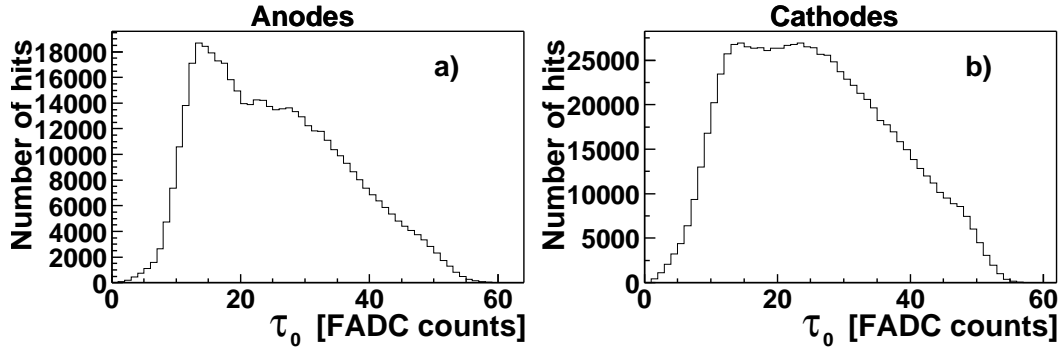 Anodes
Number of hits
18000
16000
14000
12000
10000
8000
6000
4000
2000
0
a)
0 20 40 60
τ₀ [FADC counts]
Cathodes
Number of hits
25000
20000
15000
10000
5000
0
b)
0 20 40 60
τ₀ [FADC counts]